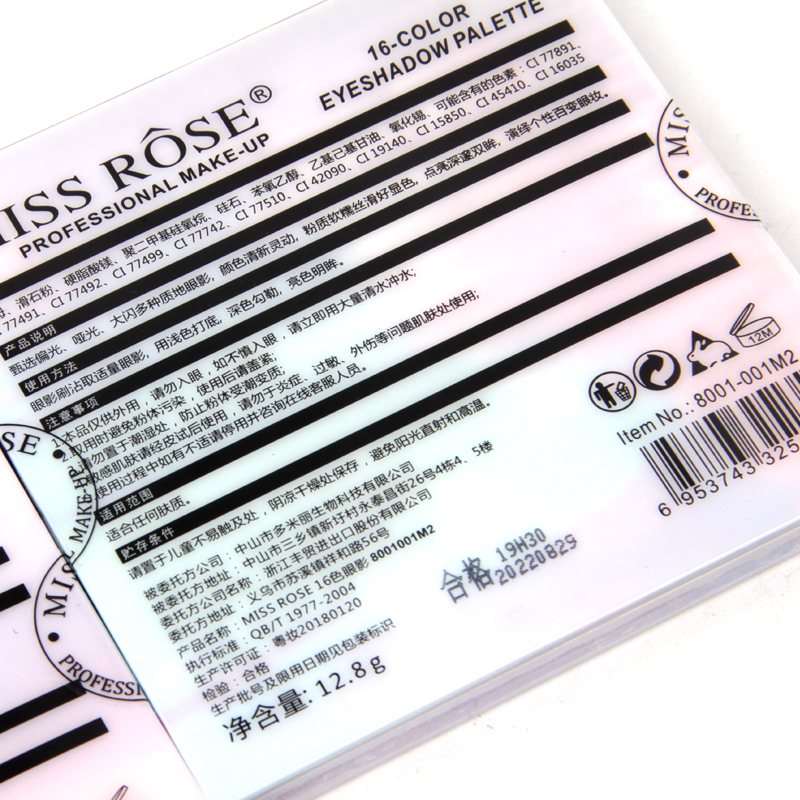 16-COLOR
EYESHADOW PALETTE
MISS RÔSE®
PROFESSIONAL MAKE-UP
滑石粉、硬脂酸镁、聚二甲基硅氧烷、硅石、苯氧乙醇、乙基己基甘油、氧化锡、可能含有的色素：CI 77891、
77491、CI 77492、CI 77499、CI 77742、CI 77510、CI 42090、CI 19140、CI 15850、CI 45410、CI 16035
产品说明
甄选偏光、哑光、大闪多种质地眼影，颜色清新灵动，粉质软糯丝滑好显色，点亮深邃双眸，演绎个性百变眼妆。
使用方法
眼影刷沾取适量眼影，用浅色打底，深色勾勒，亮色明眸。
注意事项
本品仅供外用，请勿入眼，如不慎入眼，请立即用大量清水冲水；
取用时避免粉体污染，使用后请盖紧；
请勿置于潮湿处，防止粉体受潮变质；
敏感肌肤请经皮试后使用，请勿于炎症、过敏、外伤等问题肌肤处使用；
使用过程中如有不适请停用并咨询在线客服人员。
适用范围
适合任何肤质。
贮存条件
请置于儿童不易触及处，阴凉干燥处保存，避免阳光直射和高温。
被委托方公司：中山市多米丽生物科技有限公司
被委托方地址：中山市三乡镇新圩村永泰昌街26号4栋4、5楼
委托方公司名称：浙江丰贸进出口股份有限公司
委托方地址：义乌市苏溪镇祥和路56号
产品名称：MISS ROSE 16色眼影 8001001M2
执行标准：QB/T 1977-2004
生产许可证：粤妆20180120
检验：合格
生产批号及限用日期见包装标识
净含量: 12.8g
合格 19H30
20220829
12M
Item No.: 8001-001M2
6 953743 325
MISS
PROFESS
SE
MAKE-UP
MIS
PROFESSI